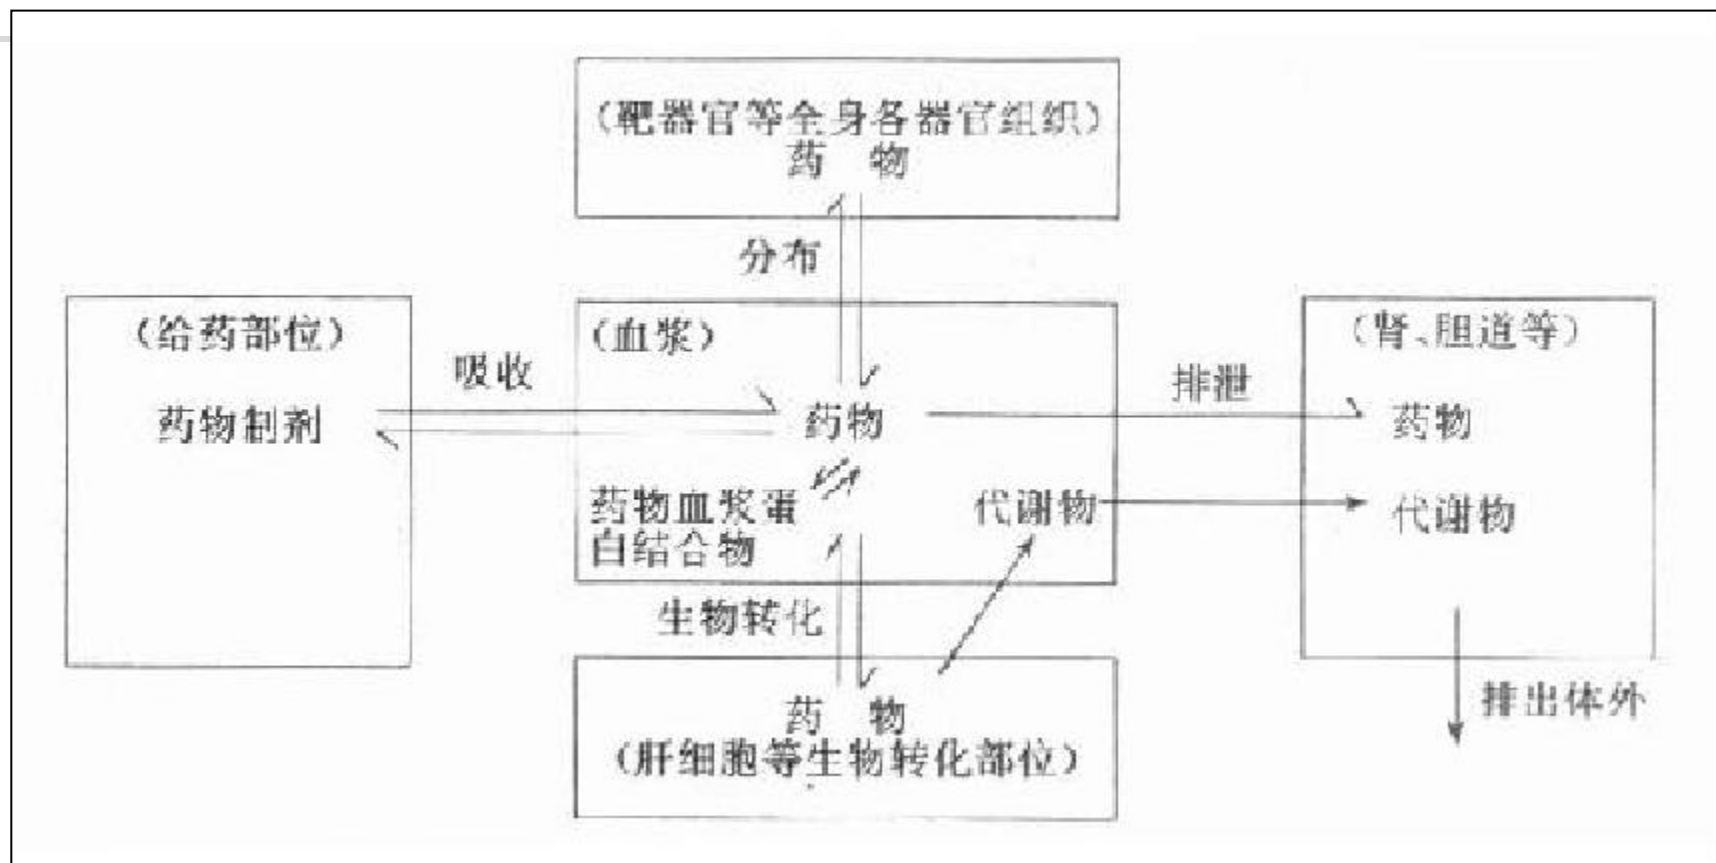 (靶器官等全身各器官组织)
药 物
分布
(给药部位)
药物制剂
吸收
(血浆)
药物
药物血浆蛋
白结合物
代谢物
排泄
(肾、胆道等)
药物
代谢物
排出体外
生物转化
药 物
(肝细胞等生物转化部位)